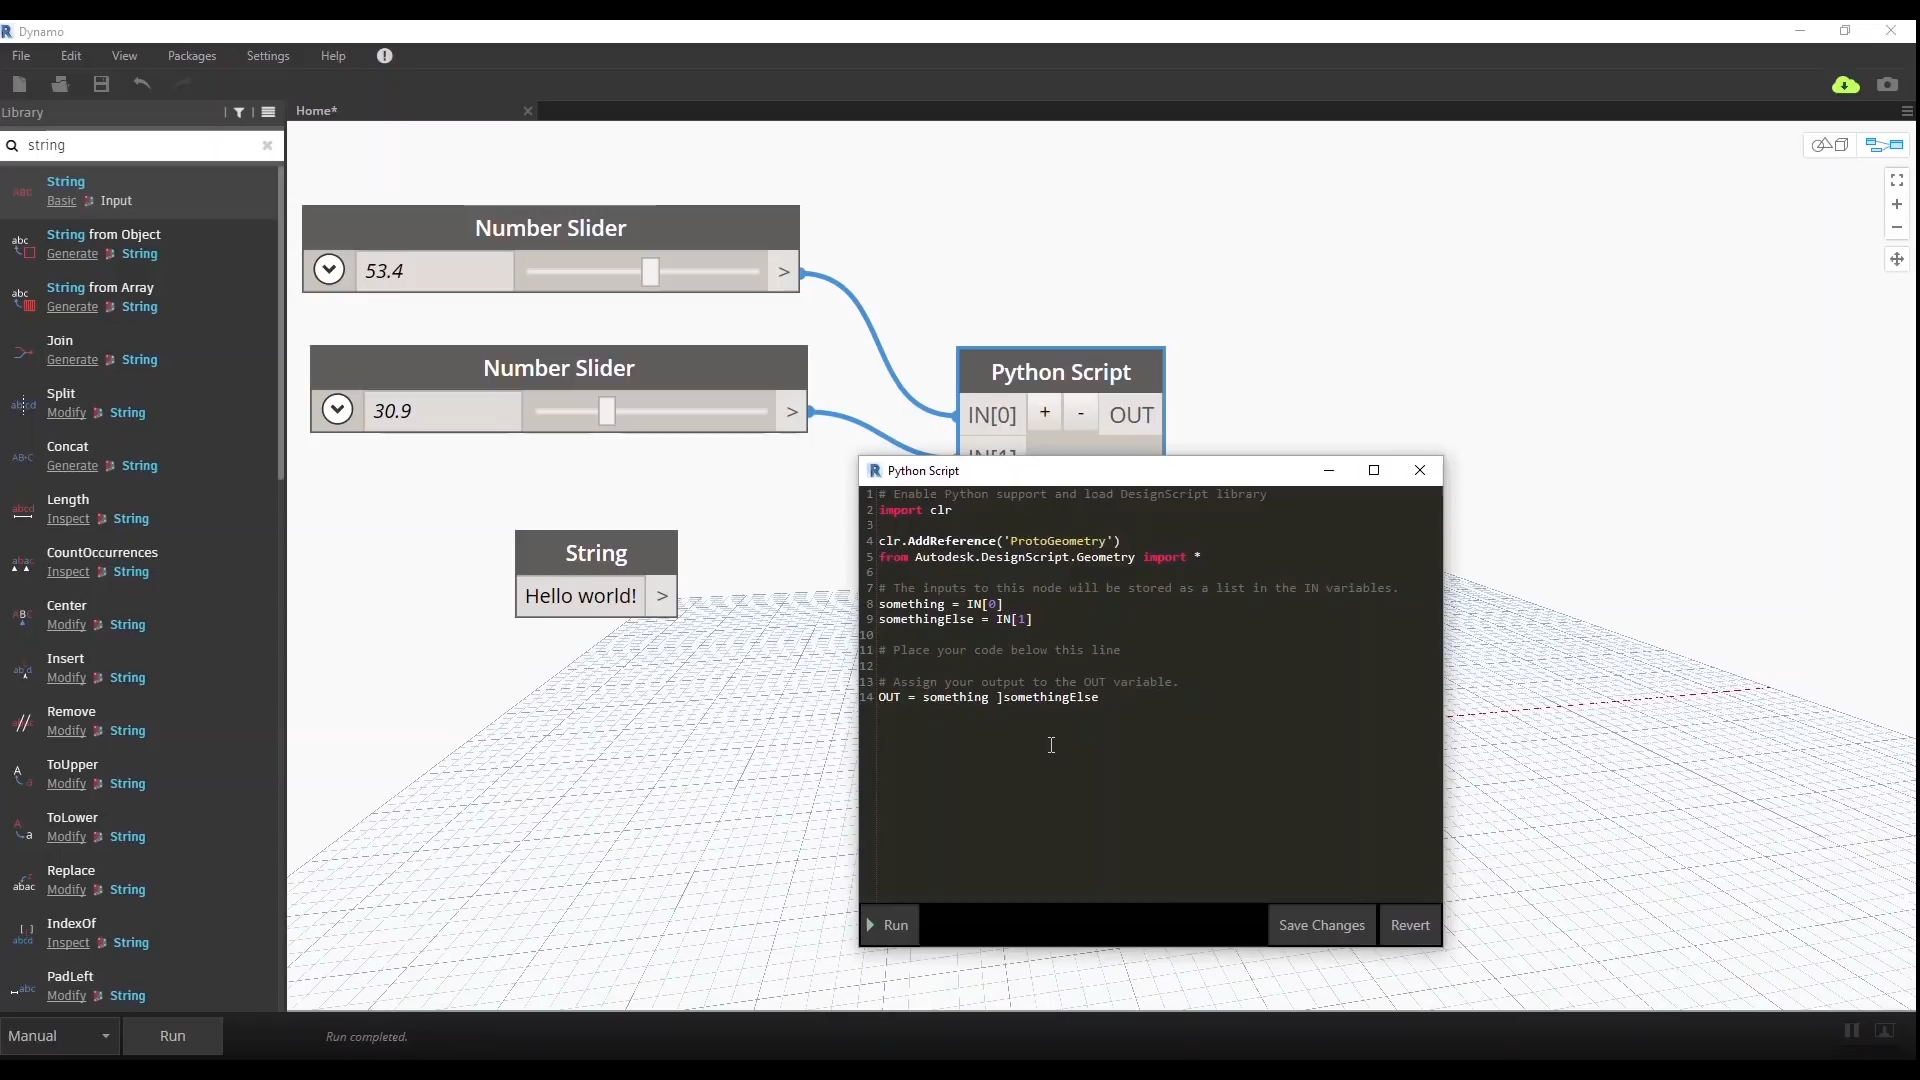 Dynamo
File Edit View Packages Settings Help
Library
Home*
string
String
Basic Input
String from Object
Generate String
String from Array
Generate String
Join
Generate String
Split
Modify String
Concat
Generate String
Length
Inspect String
CountOccurrences
Inspect String
Center
Modify String
Insert
Modify String
Remove
Modify String
ToUpper
Modify String
ToLower
Modify String
Replace
Modify String
IndexOf
Inspect String
PadLeft
Modify String
Number Slider
53.4 >
Number Slider
30.9 >
String
Hello world! >
Python Script
IN[0] + - OUT
IN[1]
Python Script
1 # Enable Python support and load DesignScript library
2 import clr
3
4 clr.AddReference('ProtoGeometry')
5 from Autodesk.DesignScript.Geometry import *
6
7 # The inputs to this node will be stored as a list in the IN variables.
8 something = IN[0]
9 somethingElse = IN[1]
10
11 # Place your code below this line
12
13 # Assign your output to the OUT variable.
14 OUT = something ]somethingElse
Run Save Changes Revert
Manual Run Run completed.